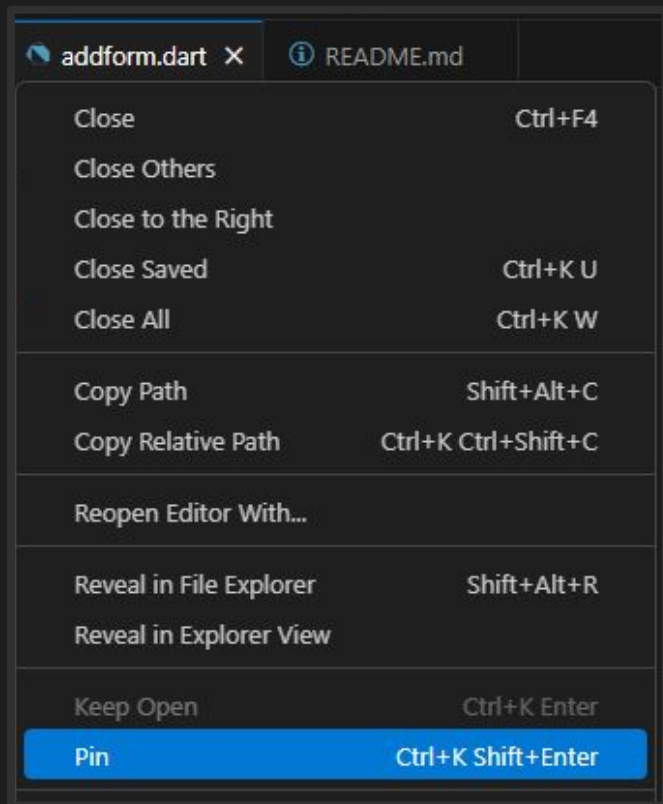 addform.dart README.md
Close Ctrl+F4
Close Others
Close to the Right
Close Saved Ctrl+K U
Close All Ctrl+K W
Copy Path Shift+Alt+C
Copy Relative Path Ctrl+K Ctrl+Shift+C
Reopen Editor With...
Reveal in File Explorer Shift+Alt+R
Reveal in Explorer View
Keep Open Ctrl+K Enter
Pin Ctrl+K Shift+Enter